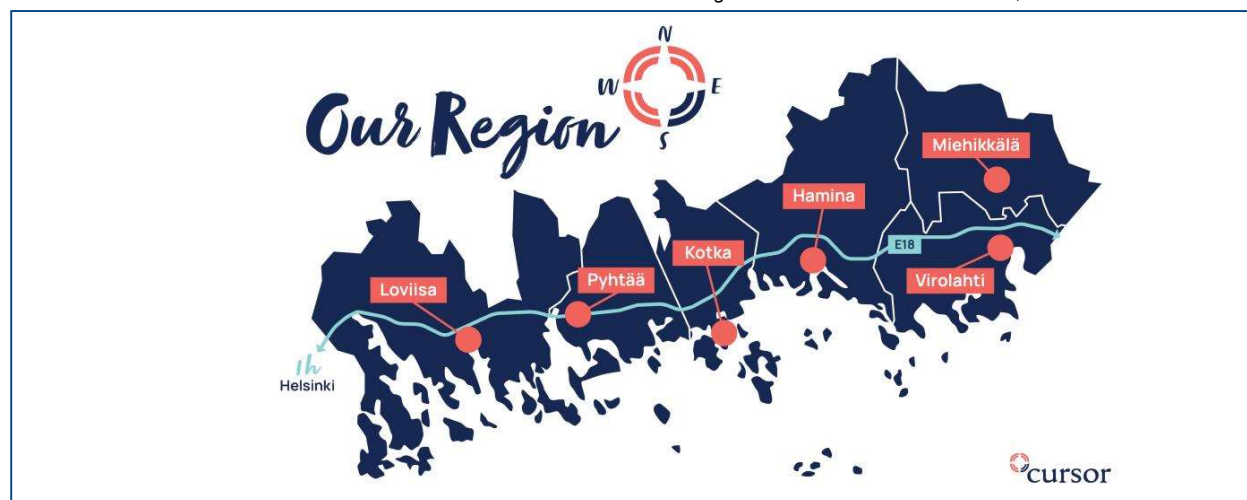 N
W E
S
Our Region
Miehikkälä
Hamina
Kotka
E18
Pyhtää
Loviisa
Virolahti
1h
Helsinki
cursor